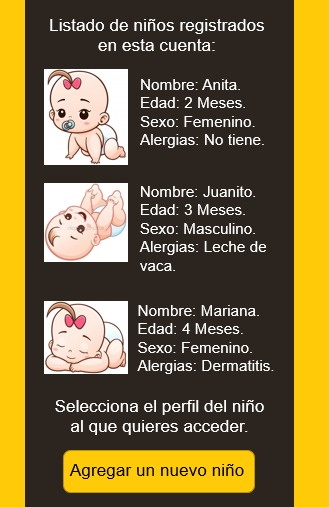 Listado de niños registrados
en esta cuenta:
Nombre: Anita.
Edad: 2 Meses.
Sexo: Femenino.
Alergias: No tiene.
Nombre: Juanito.
Edad: 3 Meses.
Sexo: Masculino.
Alergias: Leche de
vaca.
Nombre: Mariana.
Edad: 4 Meses.
Sexo: Femenino.
Alergias: Dermatitis.
Selecciona el perfil del niño
al que quieres acceder.
Agregar un nuevo niño